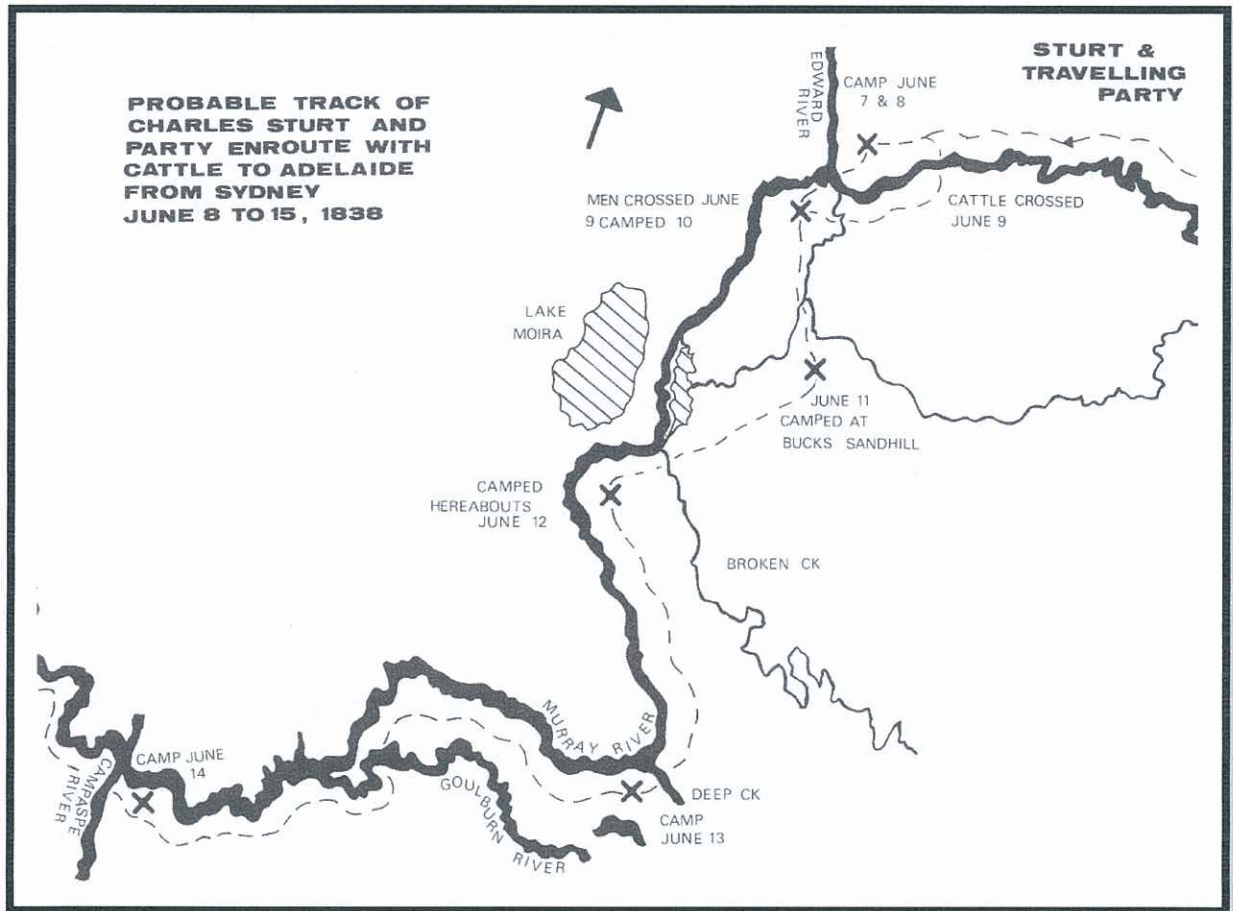 PROBABLE TRACK OF
CHARLES STURT AND
PARTY ENROUTE WITH
CATTLE TO ADELAIDE
FROM SYDNEY
JUNE 8 TO 15, 1838
STURT &
TRAVELLING
PARTY
EDWARD
RIVER
CAMP JUNE
7 & 8
MEN CROSSED JUNE
9 CAMPED 10
CATTLE CROSSED
JUNE 9
LAKE
MOIRA
JUNE 11
CAMPED AT
BUCKS SANDHILL
CAMPED
HEREABOUTS
JUNE 12
BROKEN CK
MURRAY RIVER
CAMP JUNE
14
CAMPASPE
RIVER
GOULBURN
RIVER
DEEP CK
CAMP
JUNE 13